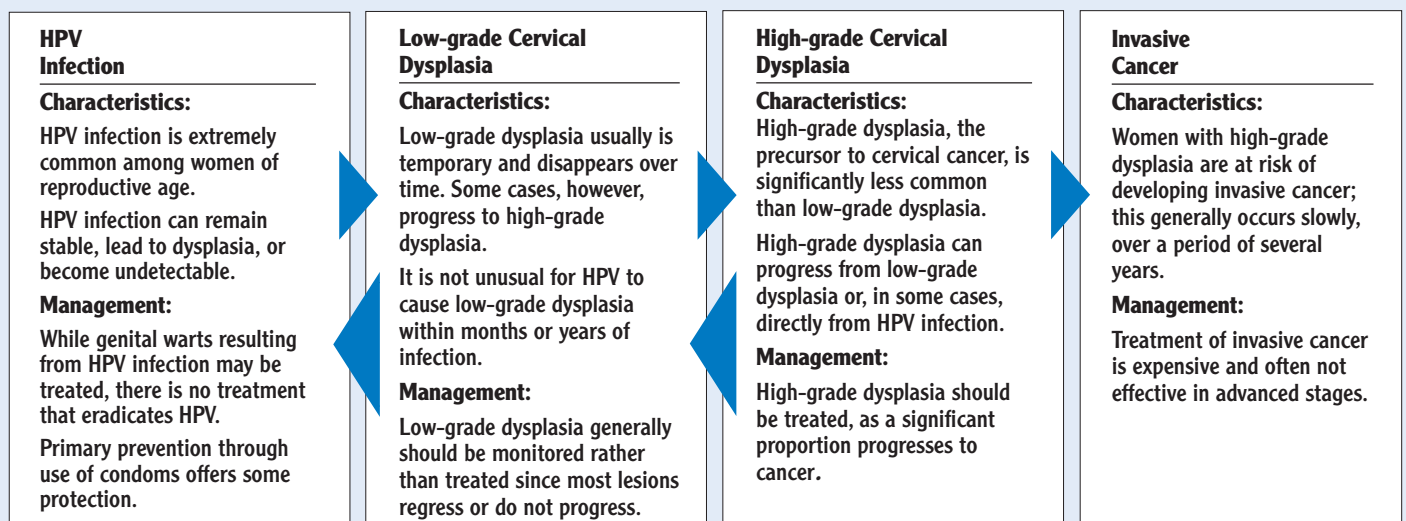 HPV
Infection
Characteristics:
HPV infection is extremely
common among women of
reproductive age.
HPV infection can remain
stable, lead to dysplasia, or
become undetectable.
Management:
While genital warts resulting
from HPV infection may be
treated, there is no treatment
that eradicates HPV.
Primary prevention through
use of condoms offers some
protection.
Low-grade Cervical
Dysplasia
Characteristics:
Low-grade dysplasia usually is
temporary and disappears over
time. Some cases, however,
progress to high-grade
dysplasia.
It is not unusual for HPV to
cause low-grade dysplasia
within months or years of
infection.
Management:
Low-grade dysplasia generally
should be monitored rather
than treated since most lesions
regress or do not progress.
High-grade Cervical
Dysplasia
Characteristics:
High-grade dysplasia, the
precursor to cervical cancer, is
significantly less common
than low-grade dysplasia.
High-grade dysplasia can
progress from low-grade
dysplasia or, in some cases,
directly from HPV infection.
Management:
High-grade dysplasia should
be treated, as a significant
proportion progresses to
cancer.
Invasive
Cancer
Characteristics:
Women with high-grade
dysplasia are at risk of
developing invasive cancer;
this generally occurs slowly,
over a period of several
years.
Management:
Treatment of invasive cancer
is expensive and often not
effective in advanced stages.